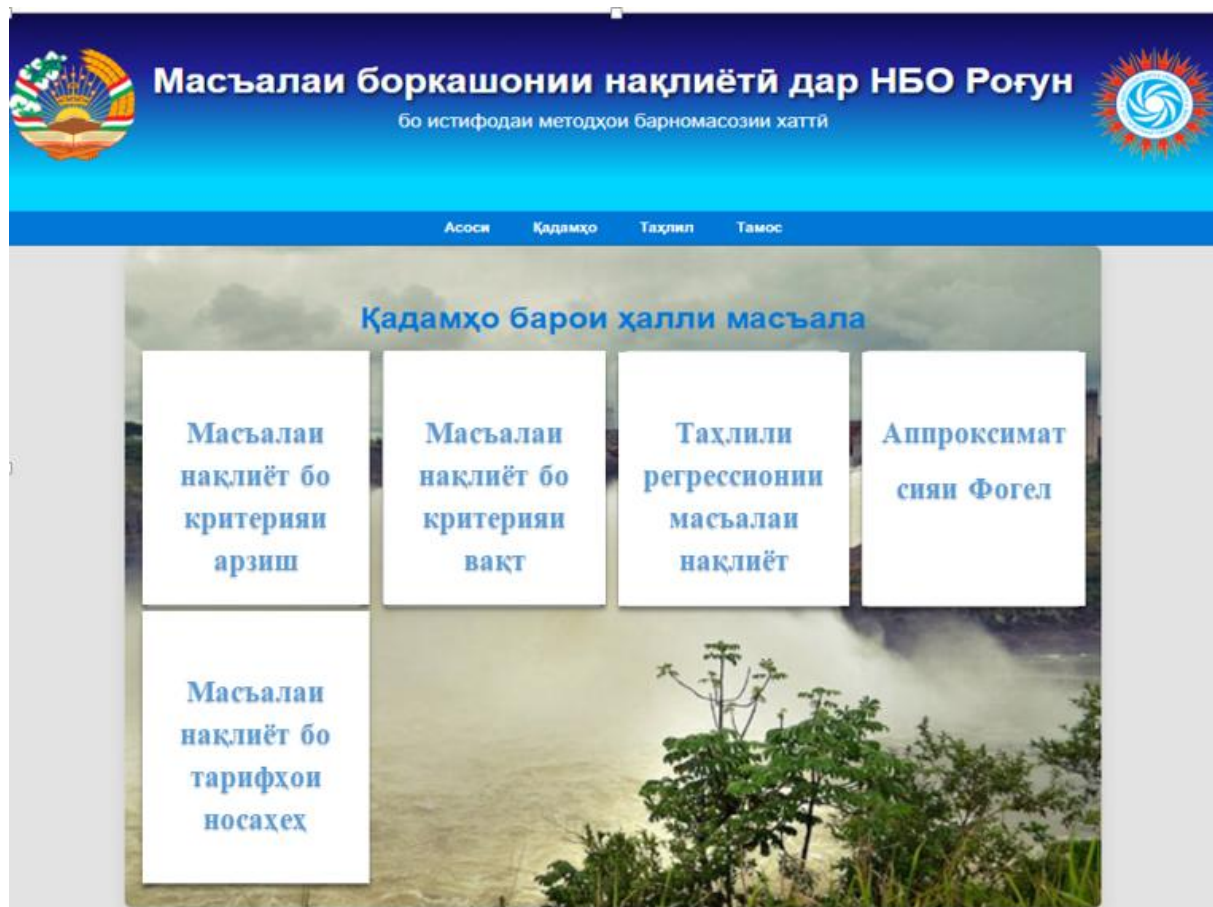 Масъалаи боркашонии нақлиётӣ дар НБО Роғун
бо истифодаи методҳои барномасозии хаттӣ
Асоси Қадамҳо Таҳлил Тамос
Қадамҳо барои ҳалли масъала
Масъалаи
нақлиёт бо
критерияи
арзиш
Масъалаи
нақлиёт бо
критерияи
вақт
Таҳлили
регрессионии
масъалаи
нақлиёт
Аппроксимат
сияи Фогел
Масъалаи
нақлиёт бо
тарифҳои
носаҳеҳ